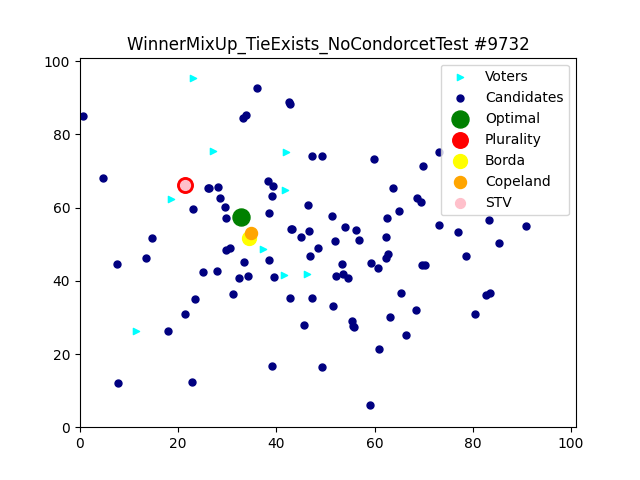 WinnerMixUp_TieExists_NoCondorcetTest #9732
100
80
60
40
20
0
0 20 40 60 80 100
Voters
Candidates
Optimal
Plurality
Borda
Copeland
STV